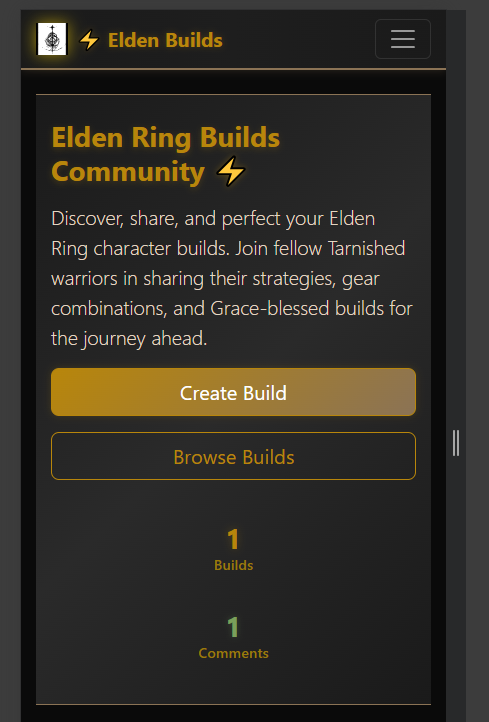 ⚡ Elden Builds
Elden Ring Builds
Community ⚡
Discover, share, and perfect your Elden
Ring character builds. Join fellow Tarnished
warriors in sharing their strategies, gear
combinations, and Grace-blessed builds for
the journey ahead.
Create Build
Browse Builds
1
Builds
1
Comments